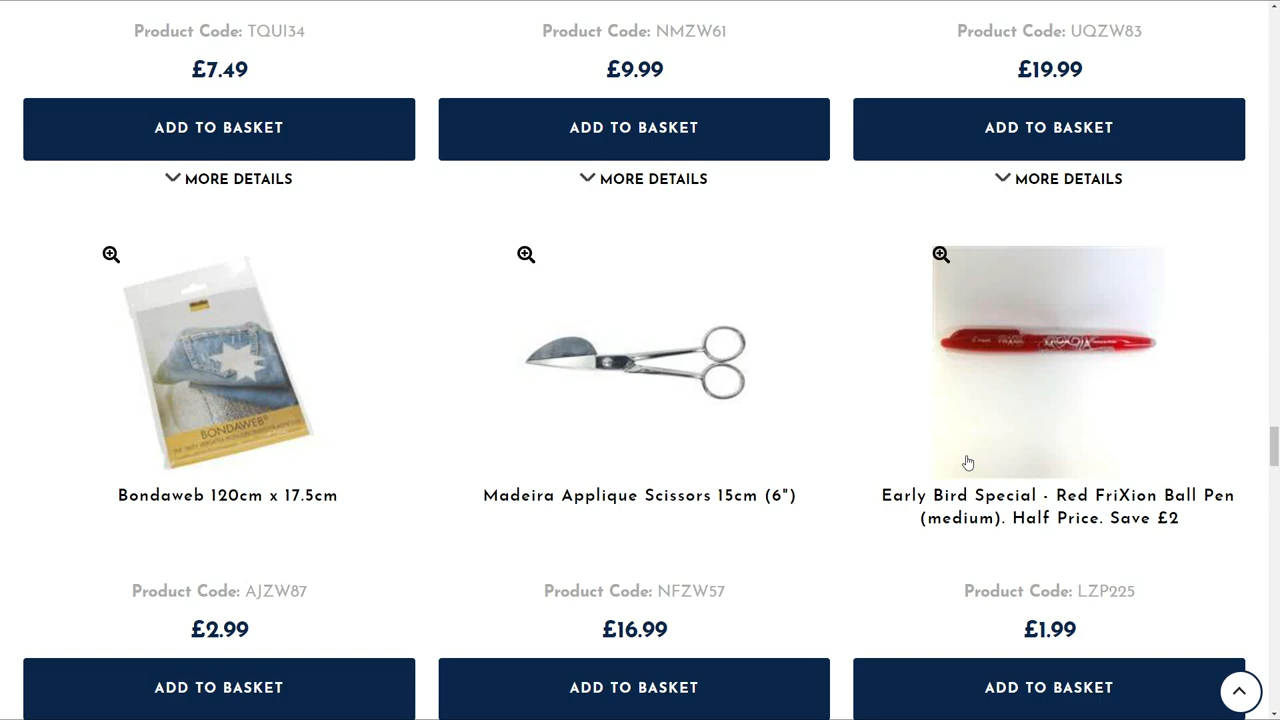 Product Code: TQUI34
Product Code: NMZW61
Product Code: UQZW83
£7.49
£9.99
£19.99
ADD TO BASKET
ADD TO BASKET
ADD TO BASKET
MORE DETAILS
MORE DETAILS
MORE DETAILS
BONDAWEB
FRIXION
Bondaweb 120cm x 17.5cm
Madeira Applique Scissors 15cm (6")
Early Bird Special - Red FriXion Ball Pen
(medium). Half Price. Save £2
Product Code: AJZW87
Product Code: NFZW57
Product Code: LZP225
£2.99
£16.99
£1.99
ADD TO BASKET
ADD TO BASKET
ADD TO BASKET